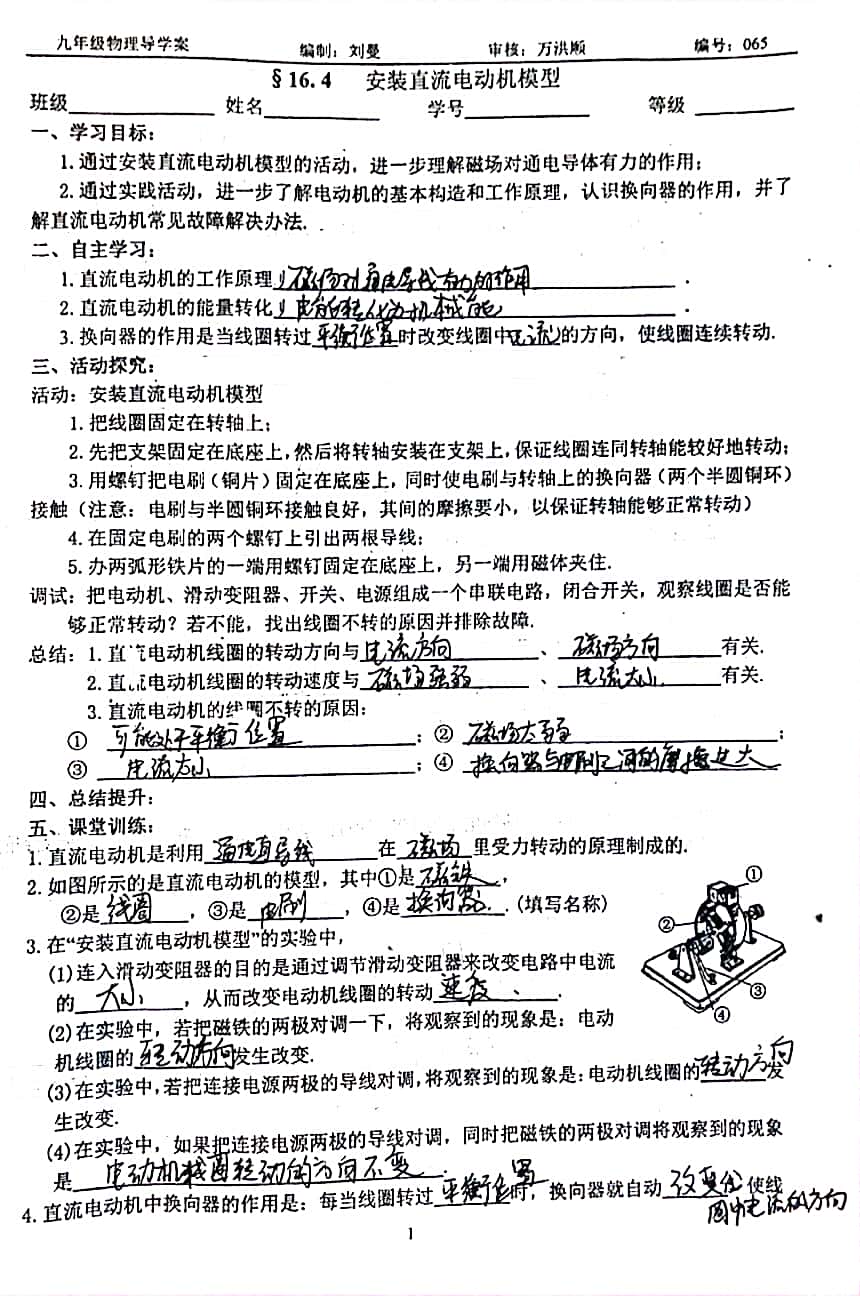 九年级物理导学案 编制：刘曼 审核：万洪顺 编号：065
§16.4 安装直流电动机模型
班级 姓名 学号 等级
一、学习目标：
1.通过安装直流电动机模型的活动，进一步理解磁场对通电导体有力的作用；
2.通过实践活动，进一步了解电动机的基本构造和工作原理，认识换向器的作用，并了
解直流电动机常见故障解决办法.
二、自主学习：
1.直流电动机的工作原理 磁场对通电导线有力的作用.
2.直流电动机的能量转化 电能转化为机械能.
3.换向器的作用是当线圈转过平衡位置时改变线圈中电流的方向，使线圈连续转动.
三、活动探究：
活动：安装直流电动机模型
1.把线圈固定在转轴上；
2.先把支架固定在底座上，然后将转轴安装在支架上，保证线圈连同转轴能较好地转动；
3.用螺钉把电刷（铜片）固定在底座上，同时使电刷与转轴上的换向器（两个半圆铜环）
接触（注意：电刷与半圆铜环接触良好，其间的摩擦要小，以保证转轴能够正常转动）
4.在固定电刷的两个螺钉上引出两根导线；
5.办两弧形铁片的一端用螺钉固定在底座上，另一端用磁体夹住.
调试：把电动机、滑动变阻器、开关、电源组成一个串联电路，闭合开关，观察线圈是否能
够正常转动？若不能，找出线圈不转的原因并排除故障.
总结：1.直流电动机线圈的转动方向与电流方向、磁场方向有关.
2.直流电动机线圈的转动速度与磁场强弱、电流大小有关.
3.直流电动机的线圈不转的原因：
① 可能处于平衡位置；② 磁场太弱；
③ 电流太小；④ 换向器与电刷之间的摩擦过大
四、总结提升：
五、课堂训练：
1.直流电动机是利用通电直导线在磁场里受力转动的原理制成的.
2.如图所示的是直流电动机的模型，其中①是磁铁，
②是线圈，③是电刷，④是换向器.（填写名称）
3.在“安装直流电动机模型”的实验中，
(1)连入滑动变阻器的目的是通过调节滑动变阻器来改变电路中电流
的大小，从而改变电动机线圈的转动速度.
(2)在实验中，若把磁铁的两极对调一下，将观察到的现象是：电动
机线圈的转动方向发生改变.
(3)在实验中，若把连接电源两极的导线对调，将观察到的现象是：电动机线圈的转动方向发
生改变.
(4)在实验中，如果把连接电源两极的导线对调，同时把磁铁的两极对调将观察到的现象
是 电动机线圈转动的方向不变.
4.直流电动机中换向器的作用是：每当线圈转过平衡位置时，换向器就自动改变 使线
圈中电流的方向
①
②
③
④
1